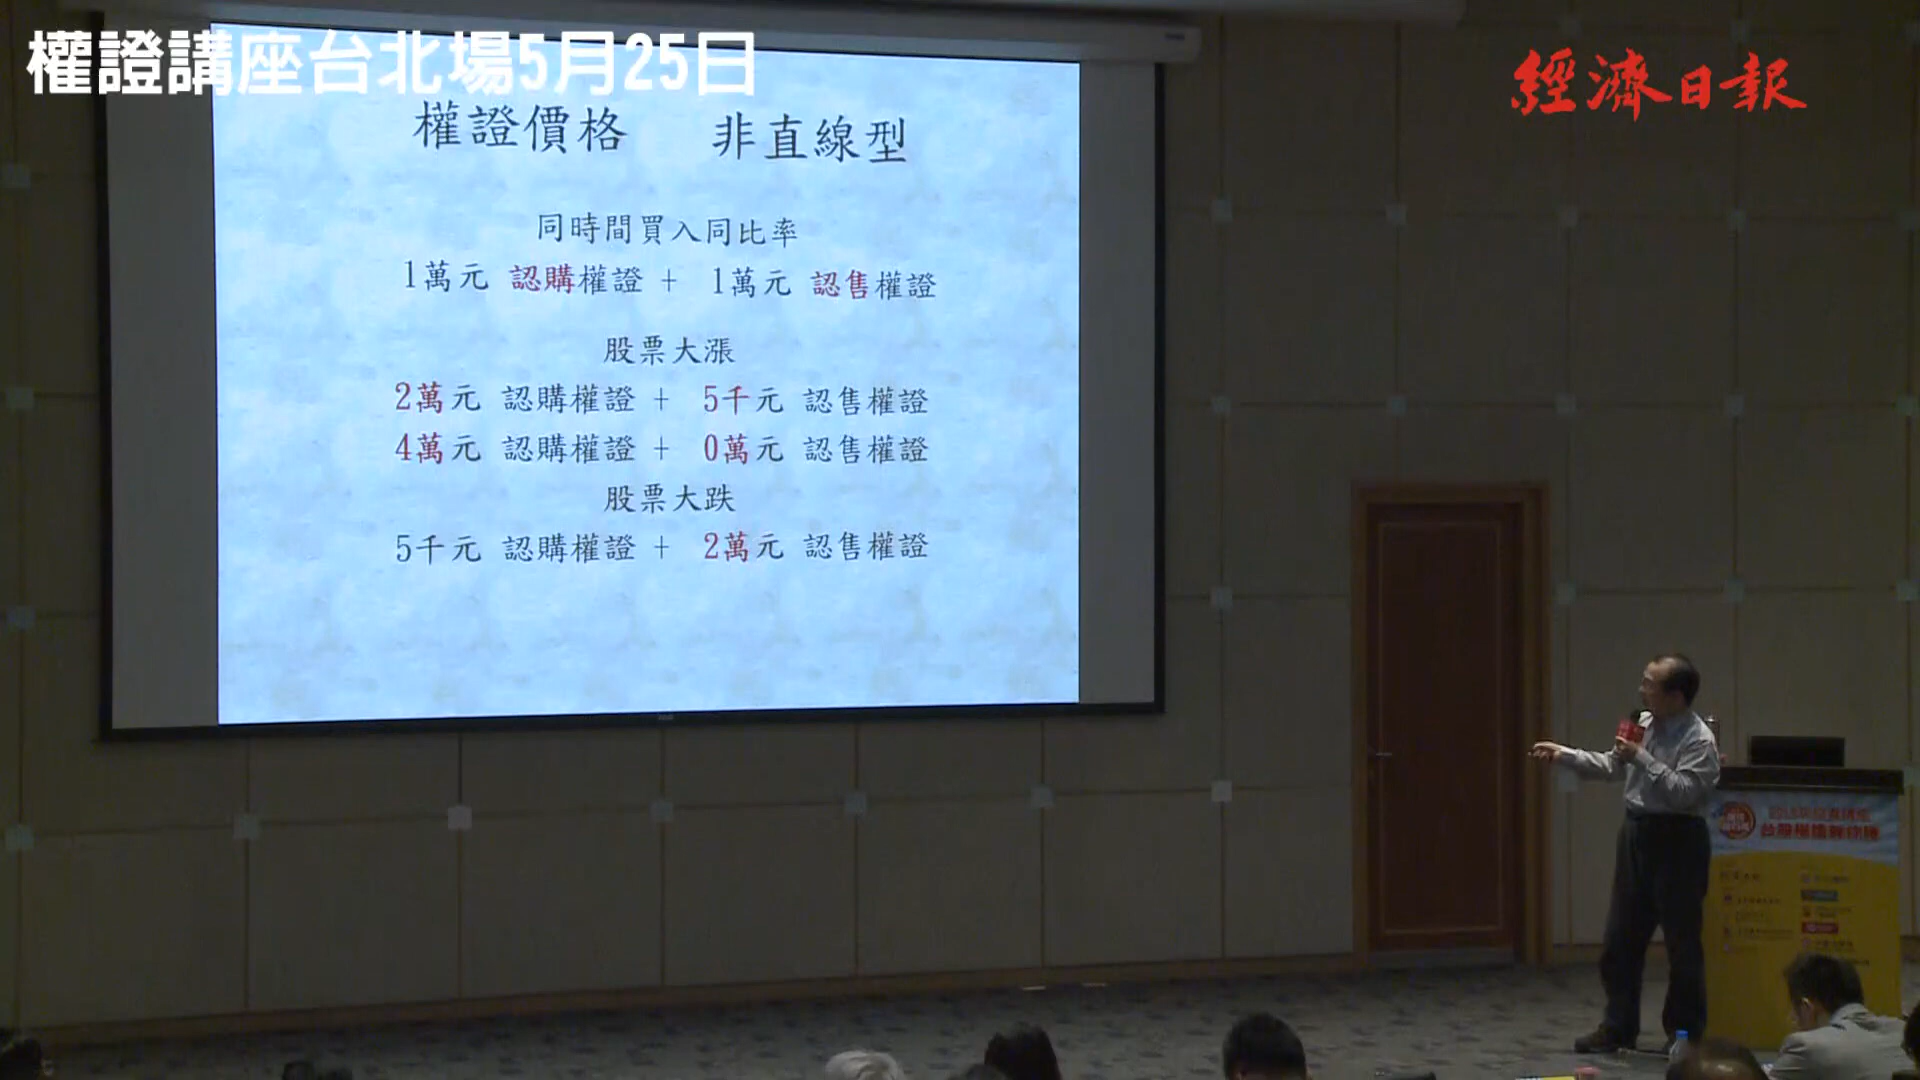 權證講座台北場5月25日
經濟日報
權證價格 非直線型
同時間買入同比率
1萬元 認購權證 + 1萬元 認售權證
股票大漲
2萬元 認購權證 + 5千元 認售權證
4萬元 認購權證 + 0萬元 認售權證
股票大跌
5千元 認購權證 + 2萬元 認售權證